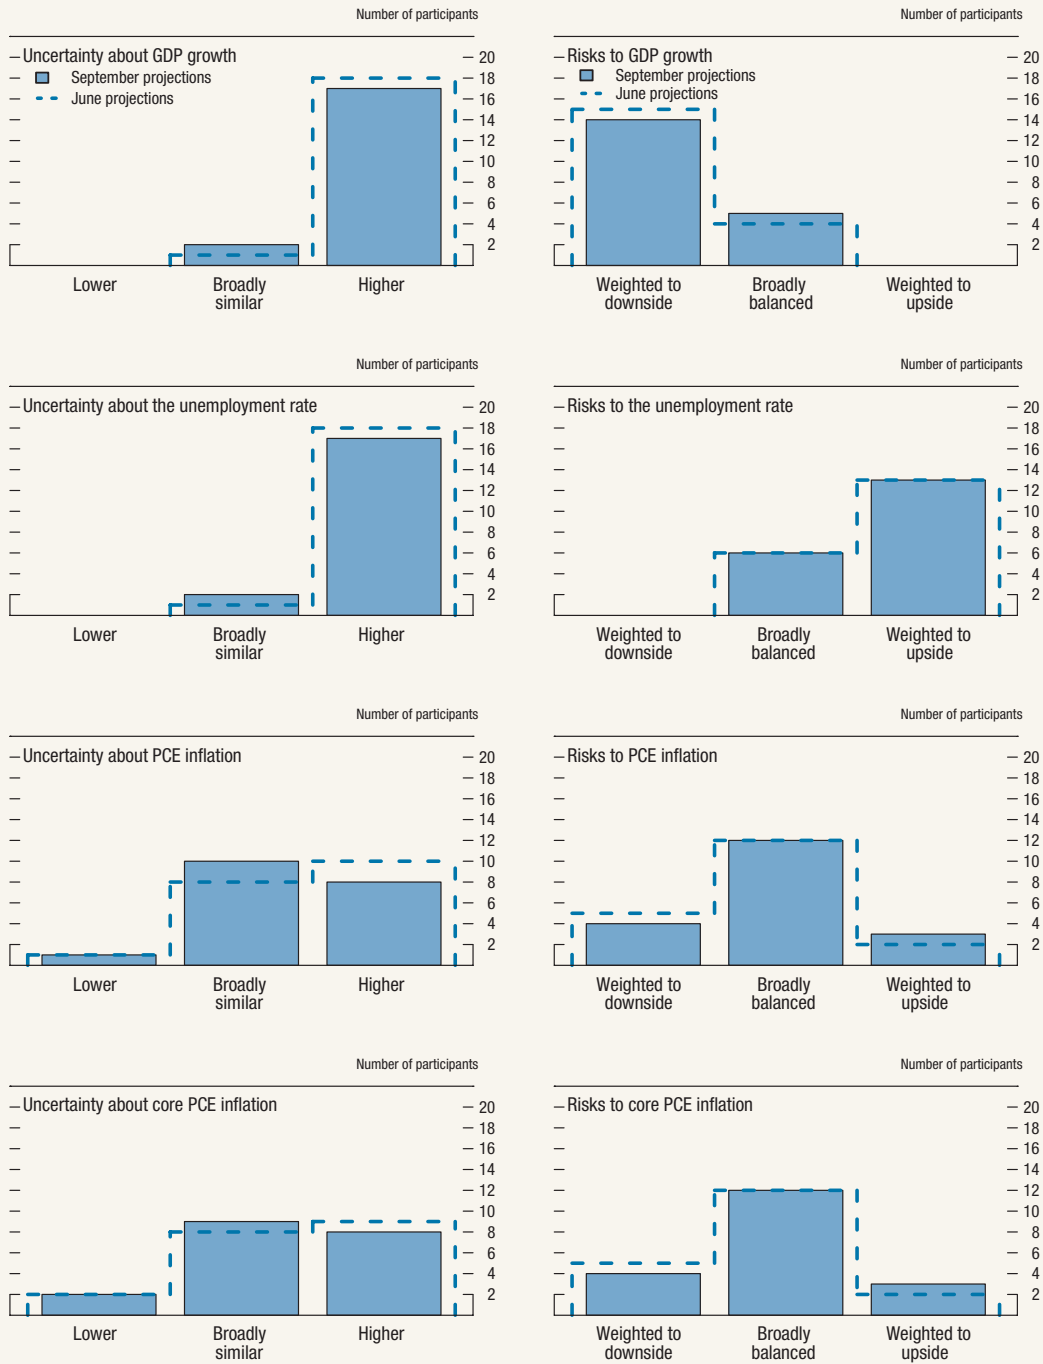 Number of participants
Uncertainty about GDP growth
September projections
June projections
20
18
16
14
12
10
8
6
4
2
Lower
Broadly
similar
Higher
Number of participants
Risks to GDP growth
September projections
June projections
20
18
16
14
12
10
8
6
4
2
Weighted to
downside
Broadly
balanced
Weighted to
upside
Number of participants
Uncertainty about the unemployment rate
20
18
16
14
12
10
8
6
4
2
Lower
Broadly
similar
Higher
Number of participants
Risks to the unemployment rate
20
18
16
14
12
10
8
6
4
2
Weighted to
downside
Broadly
balanced
Weighted to
upside
Number of participants
Uncertainty about PCE inflation
20
18
16
14
12
10
8
6
4
2
Lower
Broadly
similar
Higher
Number of participants
Risks to PCE inflation
20
18
16
14
12
10
8
6
4
2
Weighted to
downside
Broadly
balanced
Weighted to
upside
Number of participants
Uncertainty about core PCE inflation
20
18
16
14
12
10
8
6
4
2
Lower
Broadly
similar
Higher
Number of participants
Risks to core PCE inflation
20
18
16
14
12
10
8
6
4
2
Weighted to
downside
Broadly
balanced
Weighted to
upside